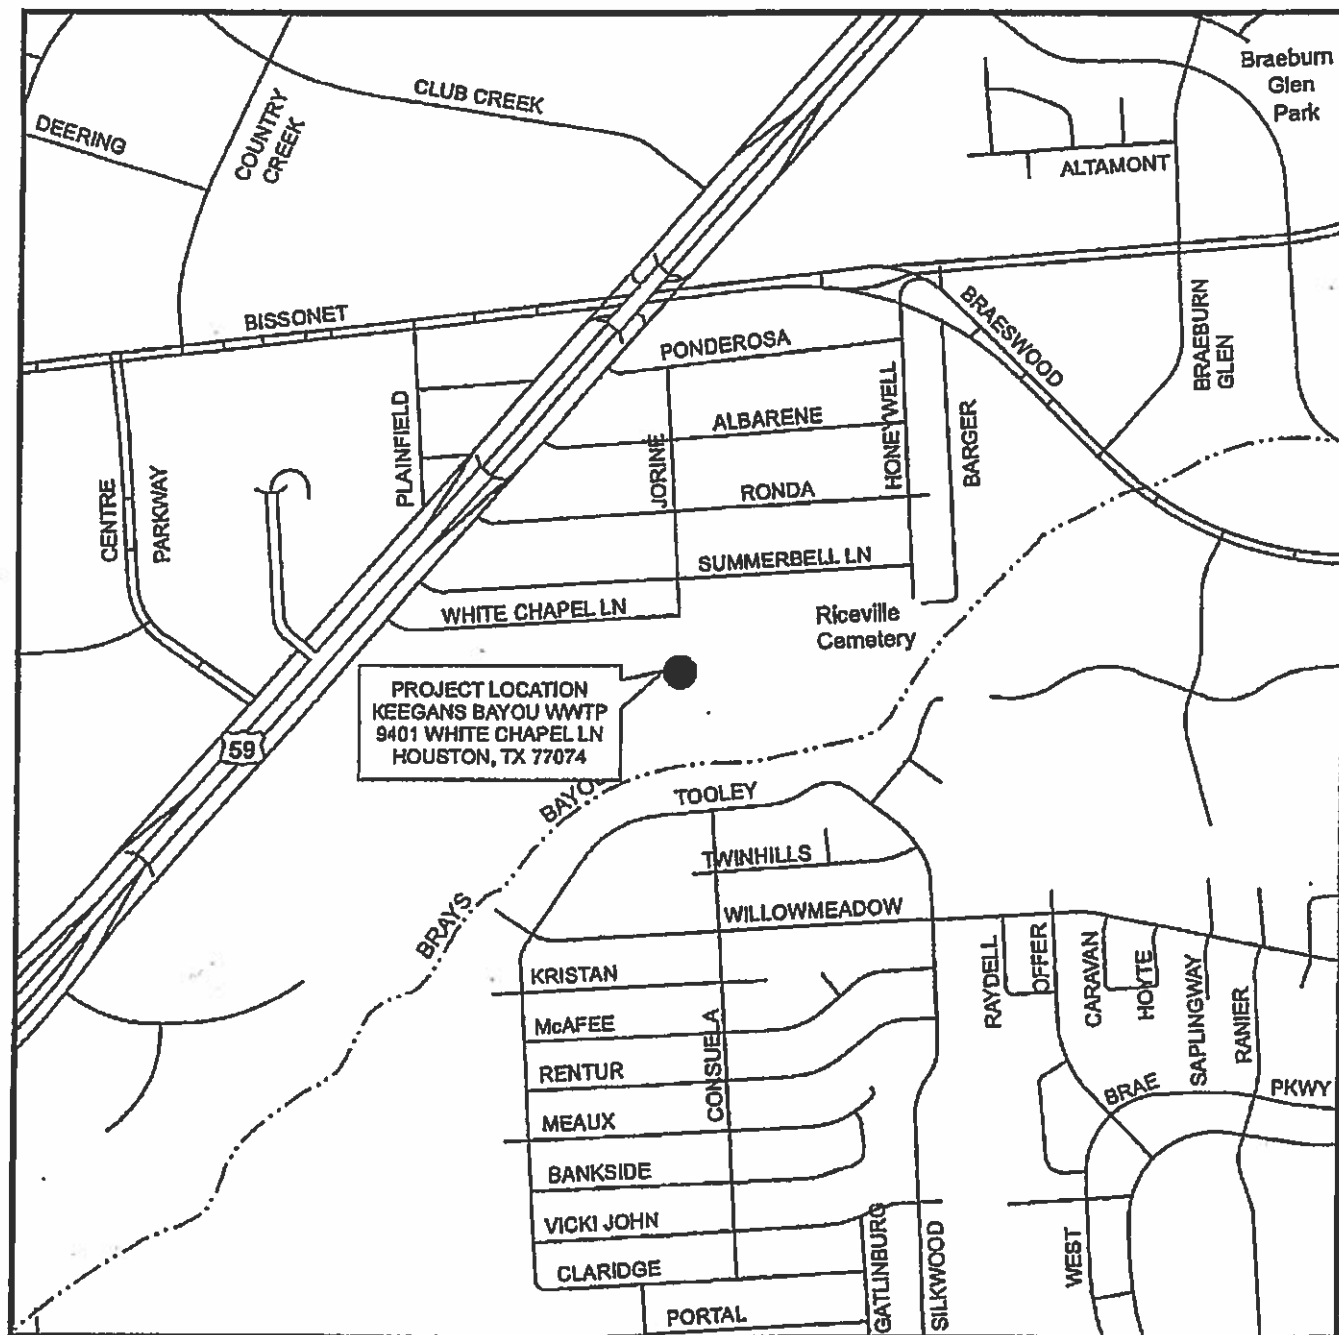 Braeburn
Glen
Park
CLUB CREEK
DEERING
COUNTRY
CREEK
ALTAMONT
BISSONET
BRAESWOOD
BRAEBURN
GLEN
PONDEROSA
PLAINFIELD
ALBARENE
HONEYWELL
BARGER
JORINE
CENTRE
PARKWAY
RONDA
SUMMERBELL LN
WHITE CHAPEL LN
Riceville
Cemetery
PROJECT LOCATION
KEEGANS BAYOU WWTP
9401 WHITE CHAPEL LN
HOUSTON, TX 77074
59
TOOLEY
TWINHILLS
BRAYS
WILLOWMEADOW
RAYDELL
OFFER
CARAVAN
HOYTE
SAPLINGWAY
RANIER
KRISTAN
McAFEE
CONSUELA
RENTUR
BRAE
PKWY
MEAUX
BANKSIDE
VICKI JOHN
GATLINBURG
SILKWOOD
WEST
CLARIDGE
PORTAL